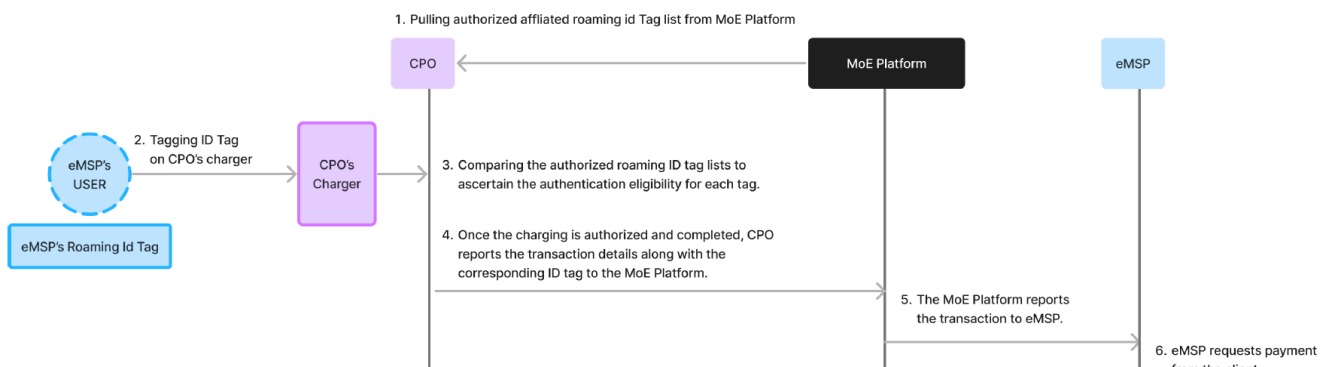 1. Pulling authorized affliated roaming id Tag list from MoE Platform
CPO
MoE Platform
eMSP
2. Tagging ID Tag
on CPO's charger
eMSP's
USER
CPO's
Charger
3. Comparing the authorized roaming ID tag lists to
ascertain the authentication eligibility for each tag.
eMSP's Roaming Id Tag
4. Once the charging is authorized and completed, CPO
reports the transaction details along with the
corresponding ID tag to the MoE Platform.
5. The MoE Platform reports
the transaction to eMSP.
6. eMSP requests payment
from the client